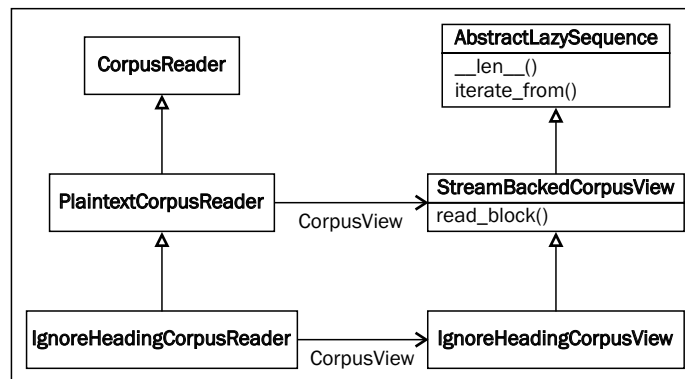 AbstractLazySequence
CorpusReader
__len__()
iterate_from()
PlaintextCorpusReader
StreamBackedCorpusView
CorpusView
read_block()
IgnoreHeadingCorpusReader
IgnoreHeadingCorpusView
CorpusView